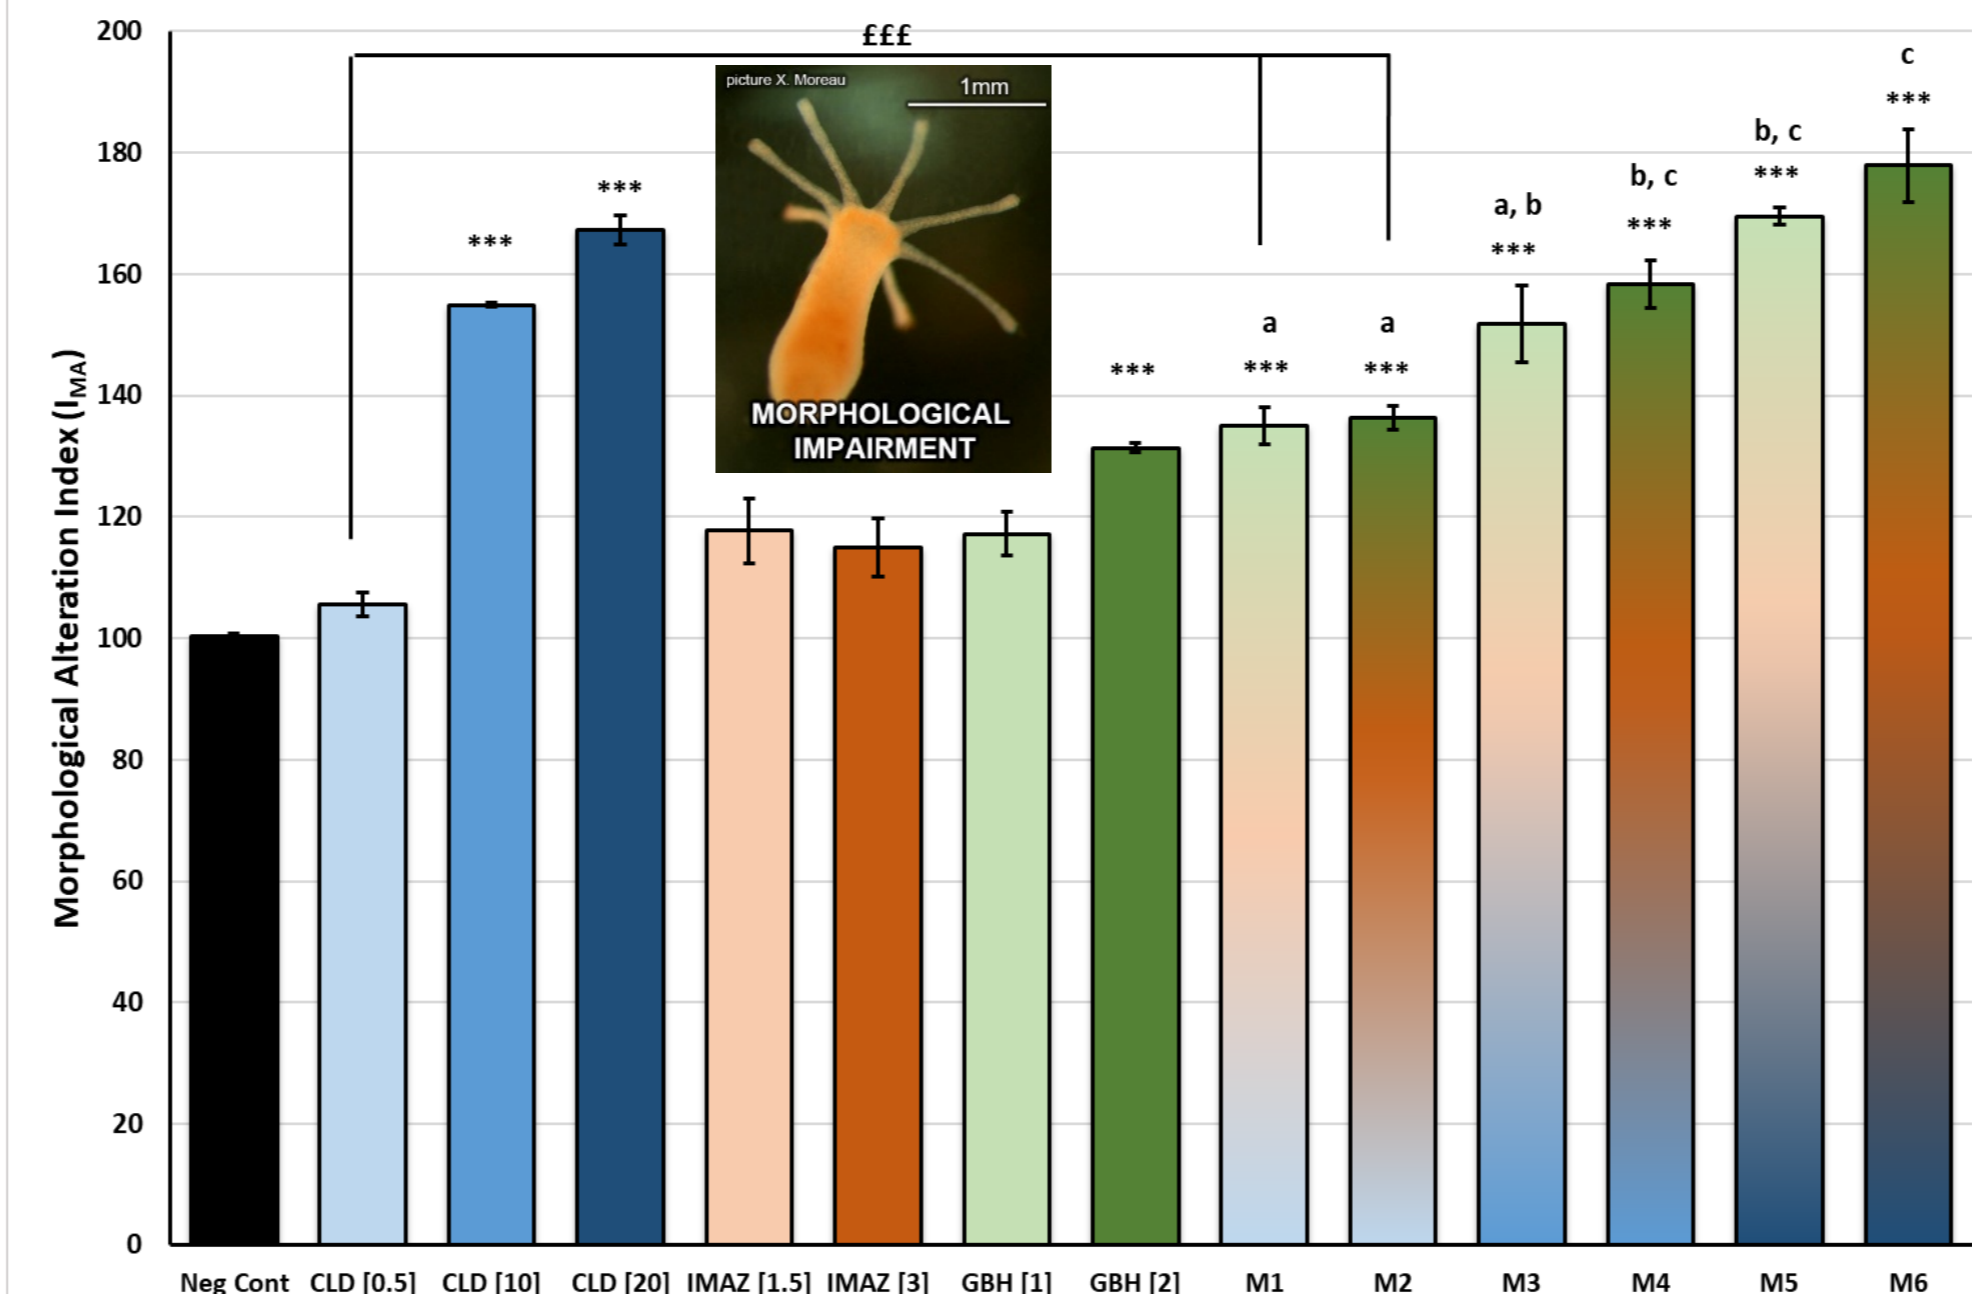 Morphological Alteration Index (IMA)
200
180
160
140
120
100
80
60
40
20
0
£££
picture X. Moreau
1mm
MORPHOLOGICAL
IMPAIRMENT
***
***
***
a
***
a
***
a, b
***
b, c
***
b, c
***
c
***
Neg Cont CLD [0.5] CLD [10] CLD [20] IMAZ [1.5] IMAZ [3] GBH [1] GBH [2] M1 M2 M3 M4 M5 M6